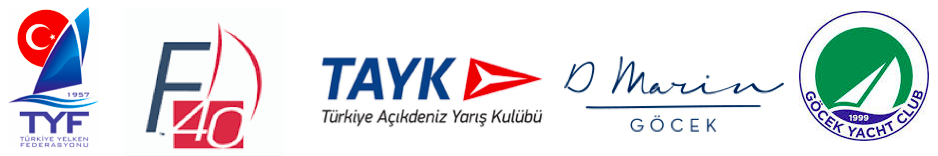 1957
TYF
TÜRKİYE YELKEN
FEDERASYONU
F
40
TAYK
Türkiye Açıkdeniz Yarış Kulübü
D Marin
GÖCEK
1999
GÖCEK YACHT CLUB